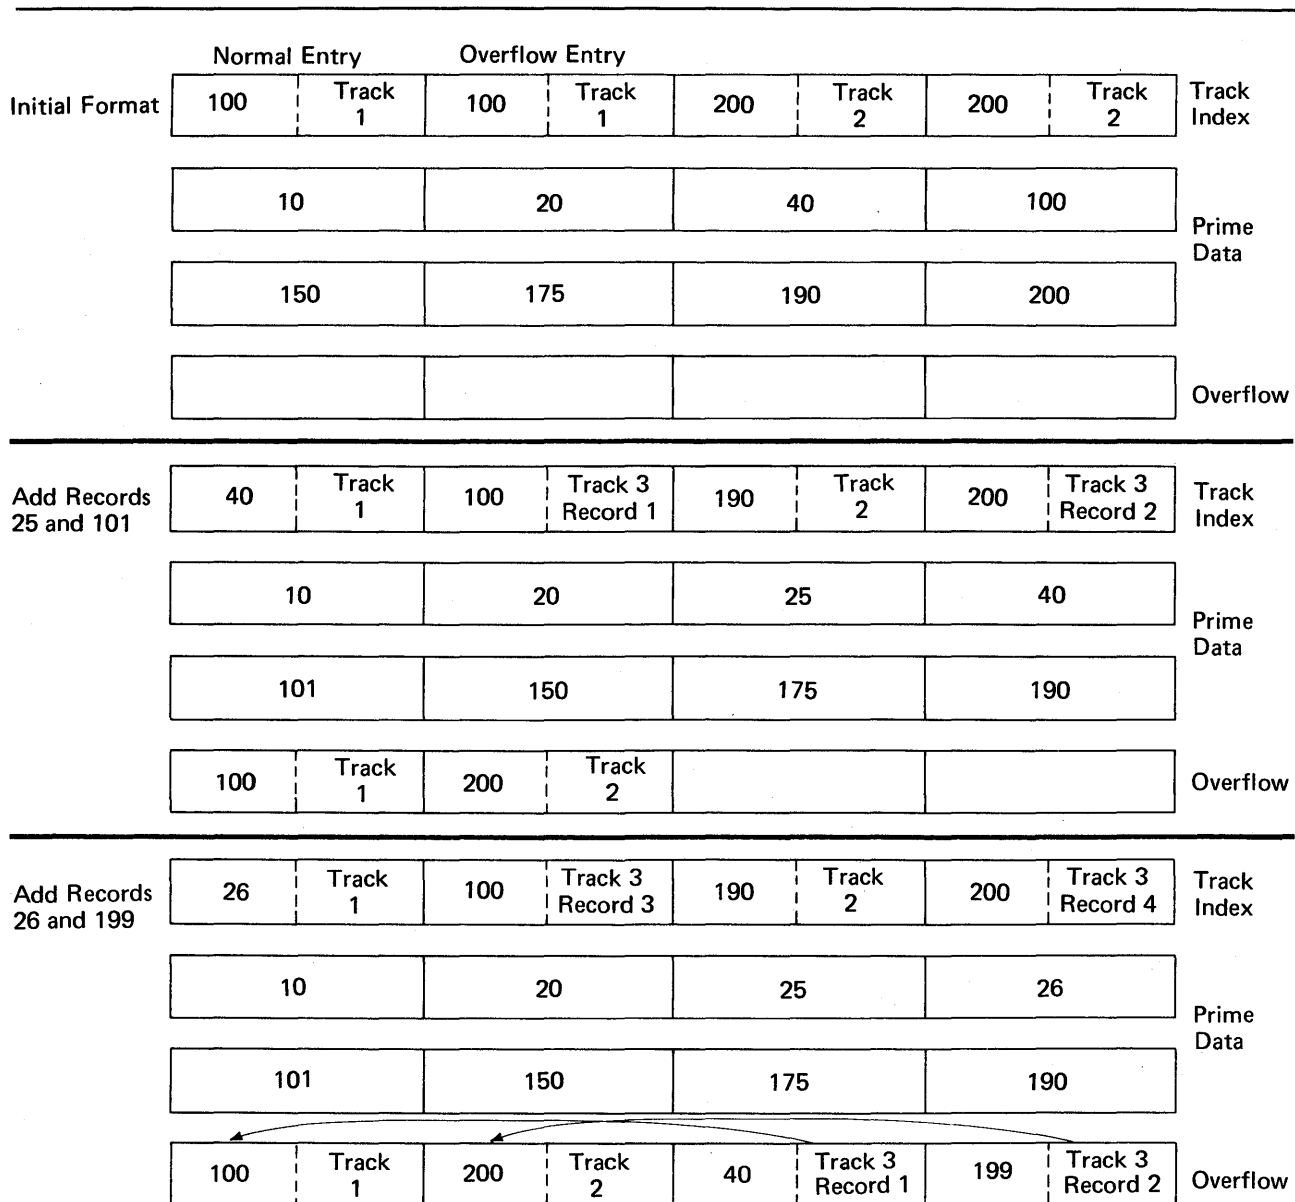 Normal Entry Overflow Entry
Initial Format 100 Track 1 100 Track 1 200 Track 2 200 Track 2 Track Index
10 20 40 100
Prime Data
150 175 190 200
Overflow
Add Records 25 and 101 40 Track 1 100 Track 3 Record 1 190 Track 2 200 Track 3 Record 2 Track Index
10 20 25 40
Prime Data
101 150 175 190
100 Track 1 200 Track 2 Overflow
Add Records 26 and 199 26 Track 1 100 Track 3 Record 3 190 Track 2 200 Track 3 Record 4 Track Index
10 20 25 26
Prime Data
101 150 175 190
100 Track 1 200 Track 2 40 Track 3 Record 1 199 Track 3 Record 2 Overflow